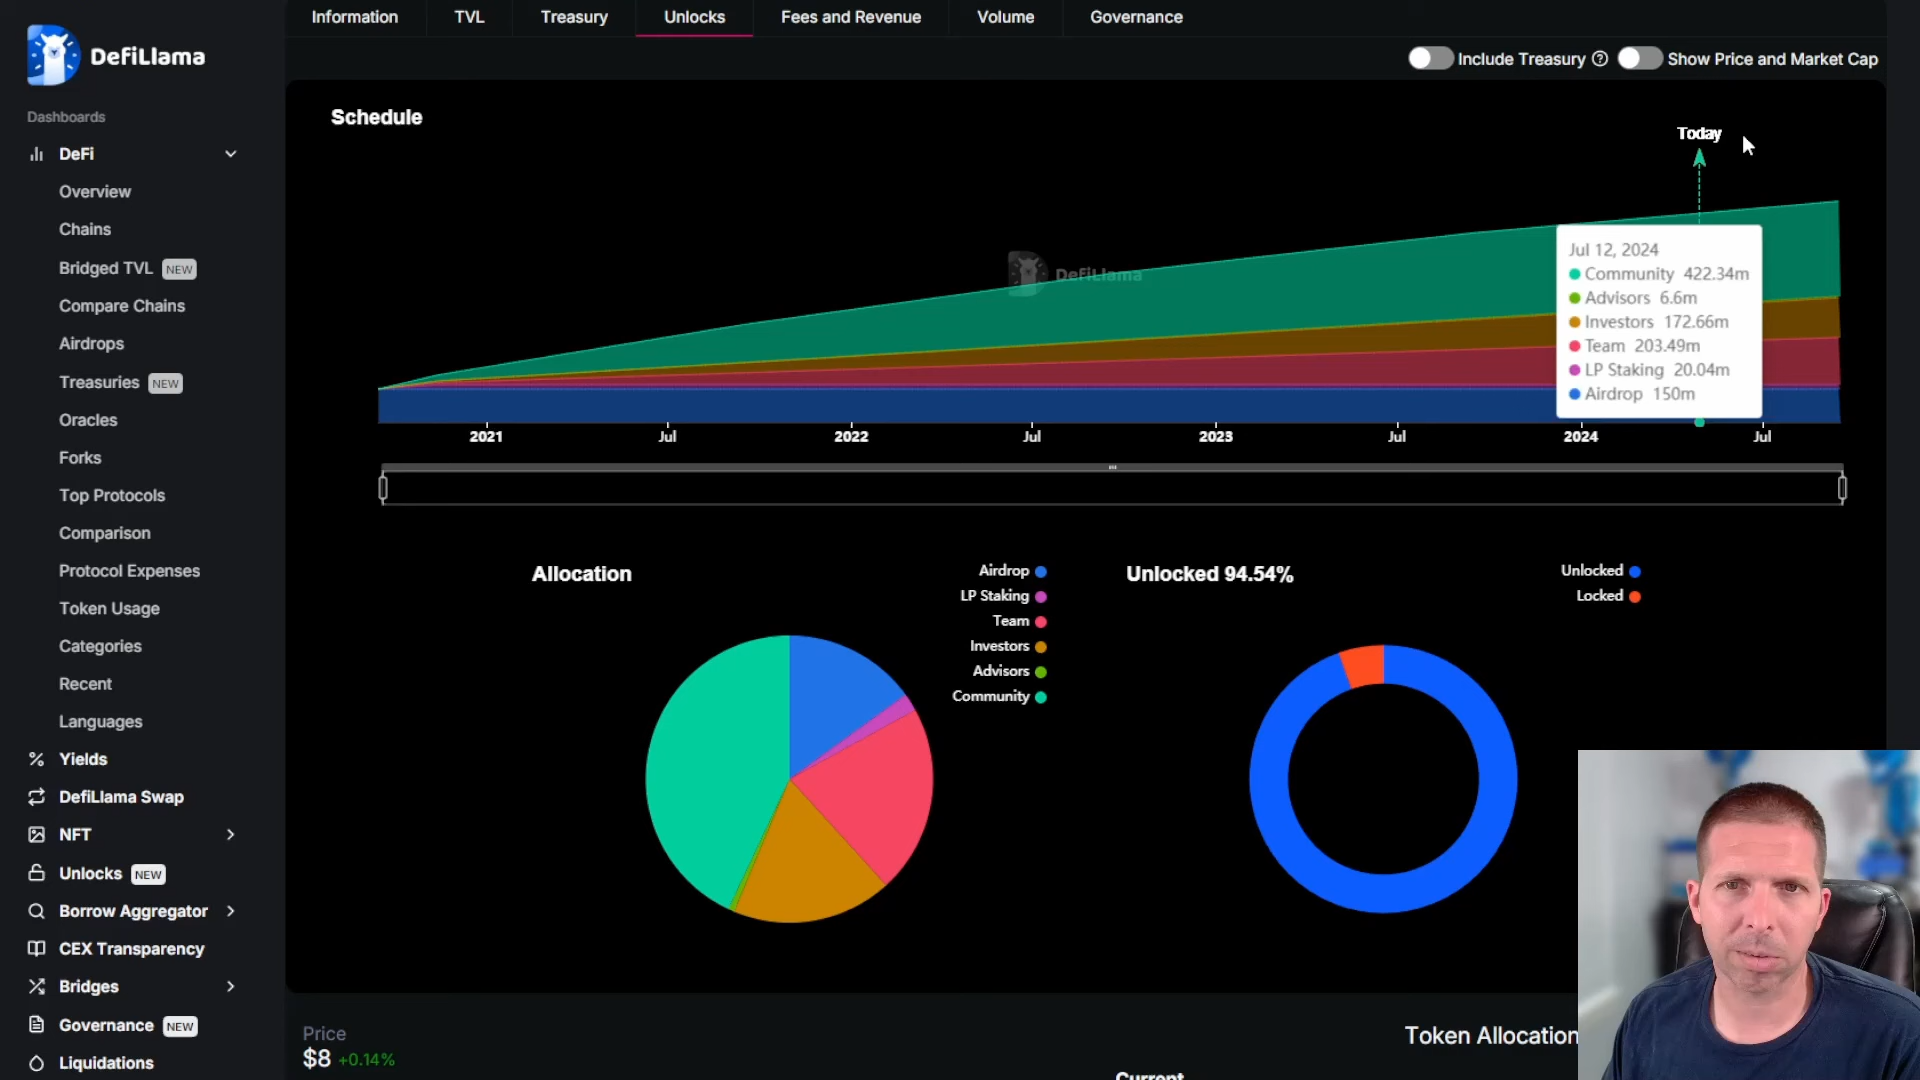 Information TVL Treasury Unlocks Fees and Revenue Volume Governance
DefiLlama
Include Treasury ? Show Price and Market Cap
Dashboards
DeFi
Overview
Chains
Bridged TVL NEW
Compare Chains
Airdrops
Treasuries NEW
Oracles
Forks
Top Protocols
Comparison
Protocol Expenses
Token Usage
Categories
Recent
Languages
Yields
DefiLlama Swap
NFT
Unlocks NEW
Borrow Aggregator
CEX Transparency
Bridges
Governance NEW
Liquidations
Schedule
Today
DefiLlama
Jul 12, 2024
Community 422.34m
Advisors 6.6m
Investors 172.66m
Team 203.49m
LP Staking 20.04m
Airdrop 150m
2021 Jul 2022 Jul 2023 Jul 2024 Jul
Allocation
Airdrop
LP Staking
Team
Investors
Advisors
Community
Unlocked 94.54%
Unlocked
Locked
Price
$8 +0.14%
Token Allocation
Current